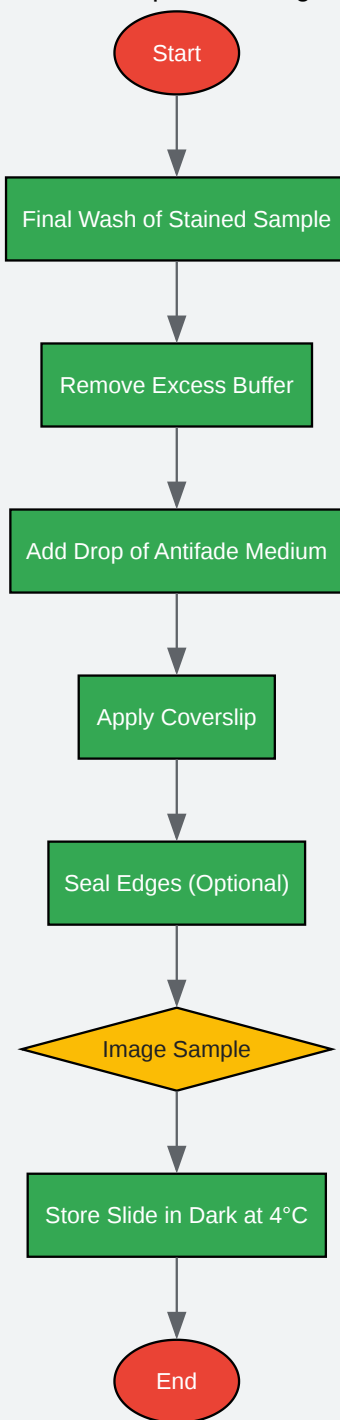 Start
Final Wash of Stained Sample
Remove Excess Buffer
Add Drop of Antifade Medium
Apply Coverslip
Seal Edges (Optional)
Image Sample
Store Slide in Dark at 4°C
End